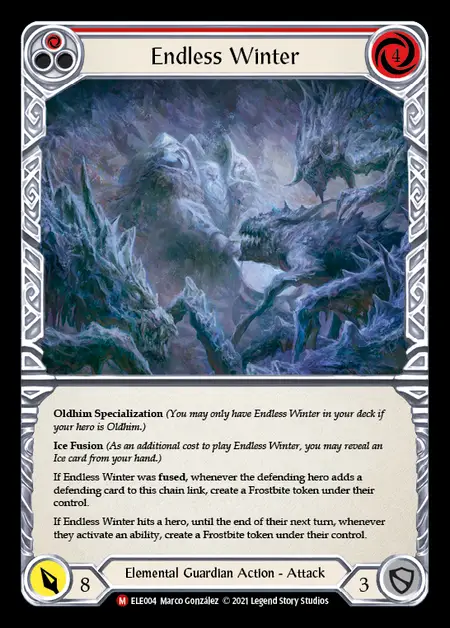 Endless Winter
4
Oldhim Specialization (You may only have Endless Winter in your deck if
your hero is Oldhim.)
Ice Fusion (As an additional cost to play Endless Winter, you may reveal an
Ice card from your hand.)
If Endless Winter was fused, whenever the defending hero adds a
defending card to this chain link, create a Frostbite token under their
control.
If Endless Winter hits a hero, until the end of their next turn, whenever
they activate an ability, create a Frostbite token under their control.
8
Elemental Guardian Action - Attack
3
M ELE004 Marco González © 2021 Legend Story Studios